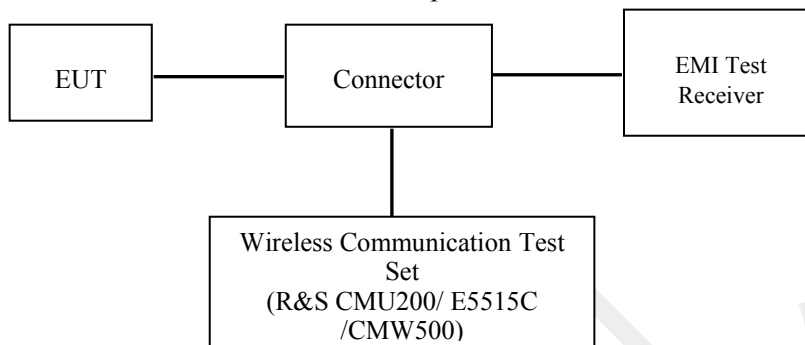 EUT
Connector
EMI Test
Receiver
Wireless Communication Test
Set
(R&S CMU200/ E5515C
/CMW500)